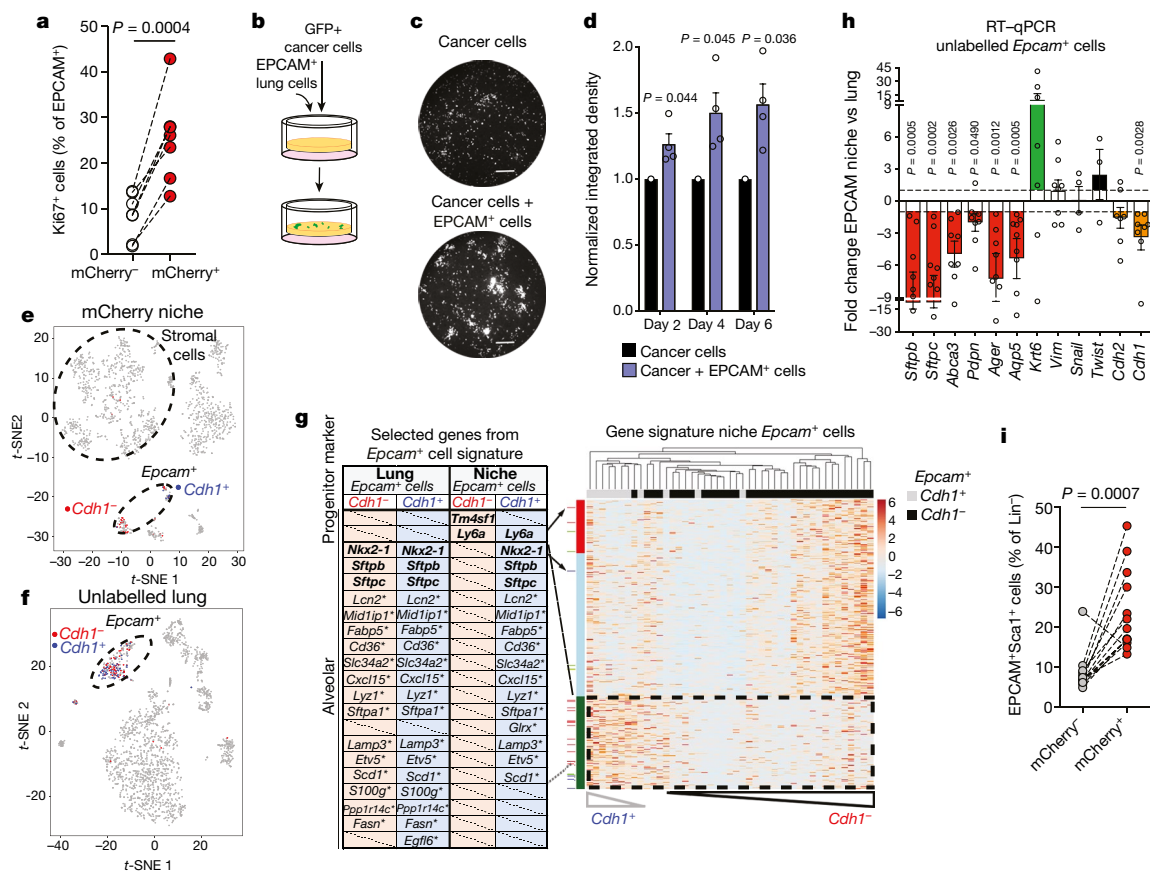 a
P = 0.0004
Ki67+ cells (% of EPCAM+)
50
40
30
20
10
0
mCherry−
mCherry+
b
GFP+
cancer cells
EPCAM+
lung cells
c
Cancer cells
Cancer cells +
EPCAM+ cells
d
Normalized integrated density
2.0
1.5
1.0
0.5
0.0
P = 0.044
P = 0.045
P = 0.036
Day 2
Day 4
Day 6
Cancer cells
Cancer + EPCAM+ cells
h
RT–qPCR
unlabelled Epcam+ cells
Fold change EPCAM niche vs lung
45
30
15
9
6
3
0
−3
−6
−9
−15
−30
P = 0.0005
P = 0.0002
P = 0.0026
P = 0.0490
P = 0.0012
P = 0.0005
P = 0.0028
Sftpb
Sftpc
Abca3
Pdpn
Ager
Aqp5
Krt6
Vim
Snail
Twist
Cdh2
Cdh1
e
mCherry niche
Stromal
cells
Epcam+
Cdh1+
Cdh1−
t-SNE2
20
10
0
−10
−20
−30
−30
−20
−10
0
10
20
30
t-SNE 1
f
Unlabelled lung
Cdh1−
Cdh1+
Epcam+
t-SNE 2
20
0
−20
−40
−20
0
20
t-SNE 1
g
Selected genes from
Epcam+ cell signature
Lung Niche
Epcam+ cells Epcam+ cells
Cdh1− Cdh1+ Cdh1− Cdh1+
Progenitor marker
Tm4sf1
Ly6a Ly6a
Alveolar
Nkx2-1 Nkx2-1 Nkx2-1
Sftpb Sftpb Sftpb
Sftpc Sftpc Sftpc
Lcn2* Lcn2* Lcn2*
Mid1ip1* Mid1ip1* Mid1ip1*
Fabp5* Fabp5* Fabp5*
Cd36* Cd36* Cd36*
Slc34a2* Slc34a2* Slc34a2*
Cxcl15* Cxcl15* Cxcl15*
Lyz1* Lyz1* Lyz1*
Sftpa1* Sftpa1* Sftpa1*
Glrx*
Lamp3* Lamp3* Lamp3*
Etv5* Etv5* Etv5*
Scd1* Scd1* Scd1*
S100g* S100g*
Ppp1r14c* Ppp1r14c*
Fasn* Fasn*
Egfl6*
Gene signature niche Epcam+ cells
Epcam+
Cdh1+
Cdh1−
6
4
2
0
−2
−4
−6
Cdh1+
Cdh1−
i
P = 0.0007
EPCAM+Sca1+ cells (% of Lin−)
50
40
30
20
10
0
mCherry−
mCherry+